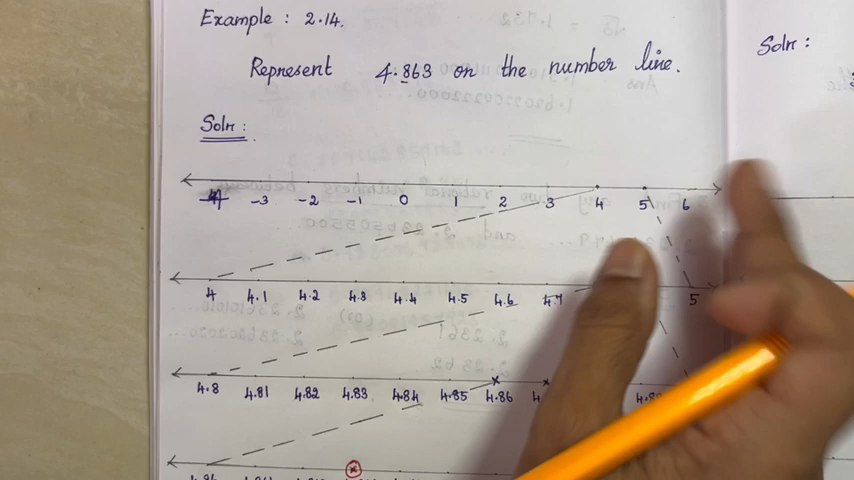 Example : 2.14.
Represent 4.863 on the number line.
Soln :
Soln :
-4 -3 -2 -1 0 1 2 3 4 5 6
4 4.1 4.2 4.3 4.4 4.5 4.6 4.7 5
4.8 4.81 4.82 4.83 4.84 4.85 4.86